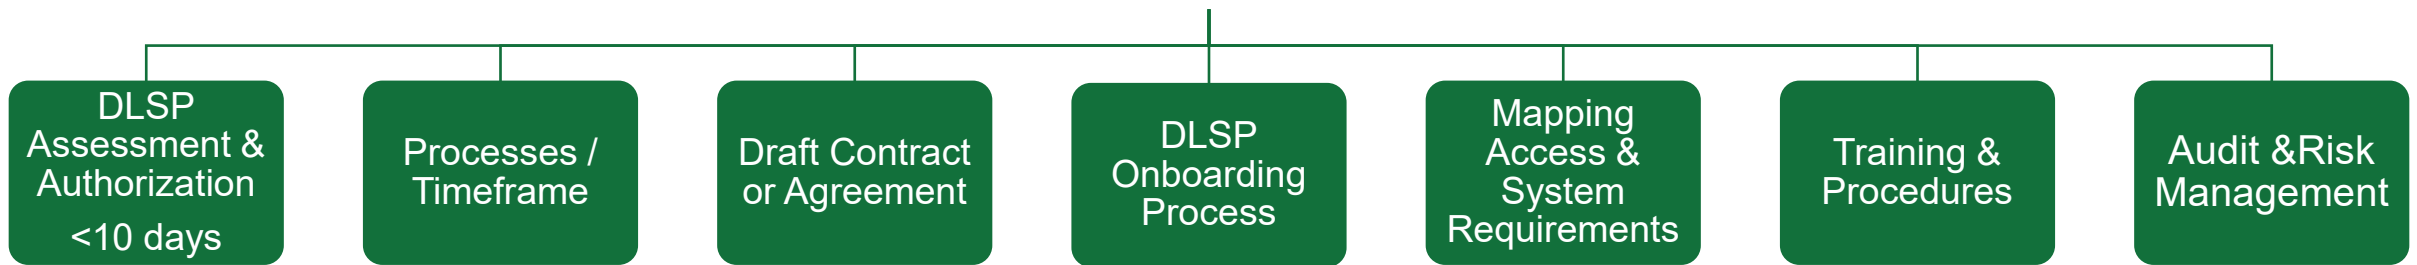 DLSP
Assessment &
Authorization
<10 days
Processes /
Timeframe
Draft Contract
or Agreement
DLSP
Onboarding
Process
Mapping
Access &
System
Requirements
Training &
Procedures
Audit &Risk
Management